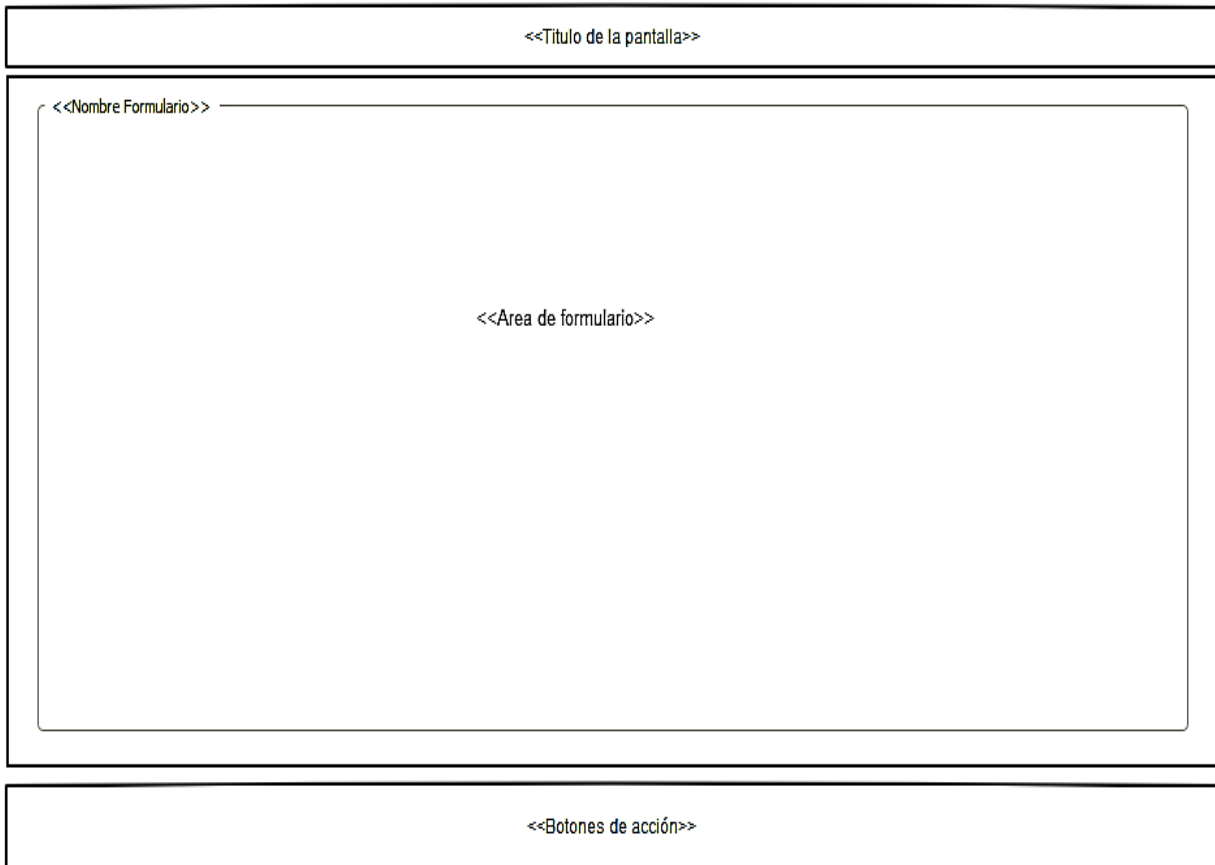 <<Titulo de la pantalla>>
<<Nombre Formulario>>
<<Area de formulario>>
<<Botones de acción>>